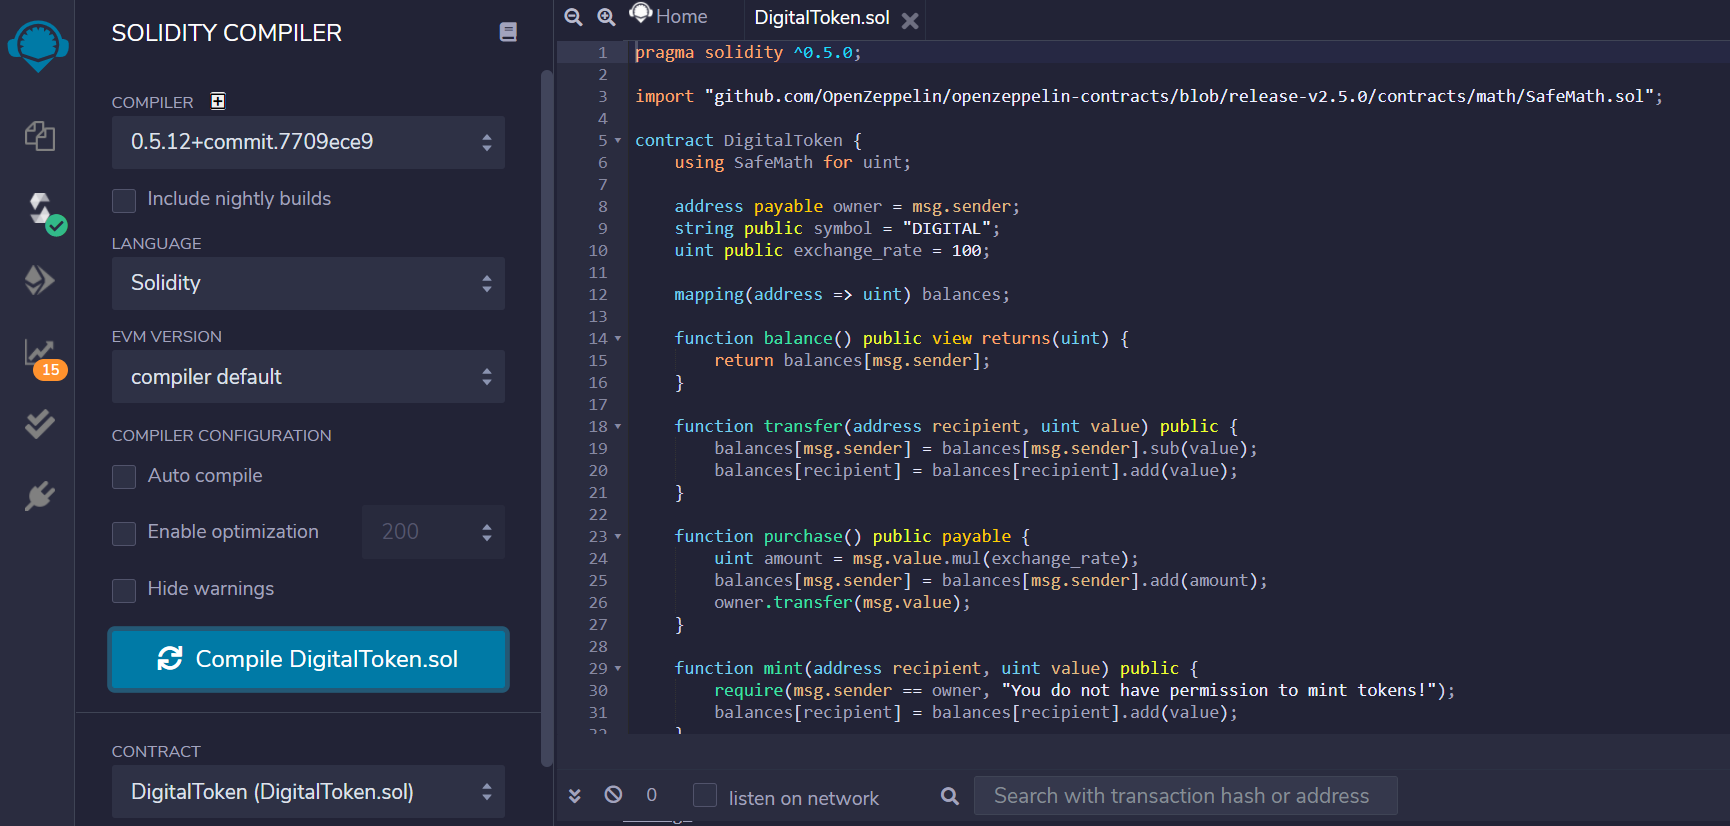 SOLIDITY COMPILER
COMPILER
0.5.12+commit.7709ece9
Include nightly builds
LANGUAGE
Solidity
EVM VERSION
compiler default
COMPILER CONFIGURATION
Auto compile
Enable optimization
200
Hide warnings
Compile DigitalToken.sol
CONTRACT
DigitalToken (DigitalToken.sol)
15
Home
DigitalToken.sol
1 pragma solidity ^0.5.0;
2
3 import "github.com/OpenZeppelin/openzeppelin-contracts/blob/release-v2.5.0/contracts/math/SafeMath.sol";
4
5 contract DigitalToken {
6 using SafeMath for uint;
7
8 address payable owner = msg.sender;
9 string public symbol = "DIGITAL";
10 uint public exchange_rate = 100;
11
12 mapping(address => uint) balances;
13
14 function balance() public view returns(uint) {
15 return balances[msg.sender];
16 }
17
18 function transfer(address recipient, uint value) public {
19 balances[msg.sender] = balances[msg.sender].sub(value);
20 balances[recipient] = balances[recipient].add(value);
21 }
22
23 function purchase() public payable {
24 uint amount = msg.value.mul(exchange_rate);
25 balances[msg.sender] = balances[msg.sender].add(amount);
26 owner.transfer(msg.value);
27 }
28
29 function mint(address recipient, uint value) public {
30 require(msg.sender == owner, "You do not have permission to mint tokens!");
31 balances[recipient] = balances[recipient].add(value);
32 }
0
listen on network
Search with transaction hash or address